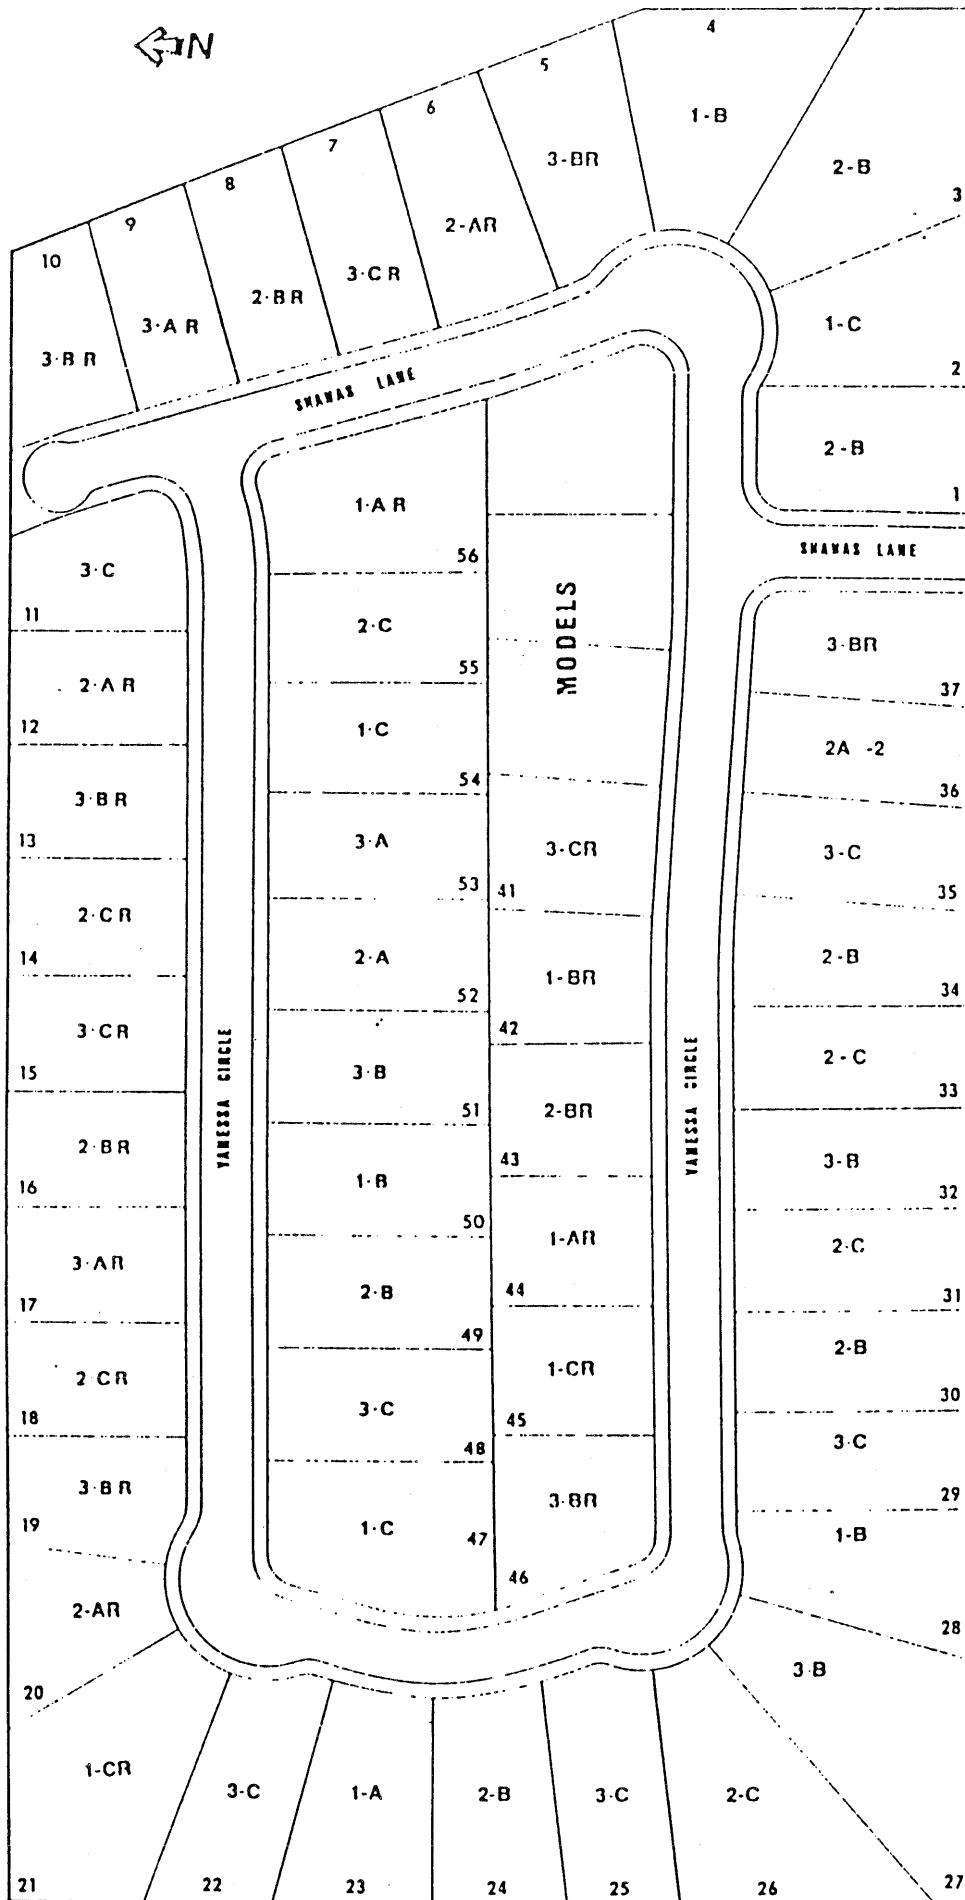 N
4
1-B
5
3-BR
6
2-AR
7
3·CR
8
2·BR
9
3·AR
10
3·BR
2-B
3
1-C
2
2-B
1
SHAWAS LANE
SHAWAS LANE
3·C
11
2·AR
12
3·BR
13
2·CR
14
3·CR
15
2·BR
16
3·AR
17
2·CR
18
3·BR
19
2-AR
20
1-CR
21
VANESSA CIRCLE
1·AR
56
2·C
55
1·C
54
3·A
53
2·A
52
3·B
51
1·B
50
2·B
49
3·C
48
1·C
47
MODELS
3-CR
41
1-BR
42
2-BR
43
1-AR
44
1-CR
45
3-BR
46
VANESSA CIRCLE
3-BR
37
2A -2
36
3-C
35
2-B
34
2-C
33
3-B
32
2-C
31
2-B
30
3-C
29
1-B
28
3·B
27
3-C
22
1-A
23
2-B
24
3-C
25
2-C
26